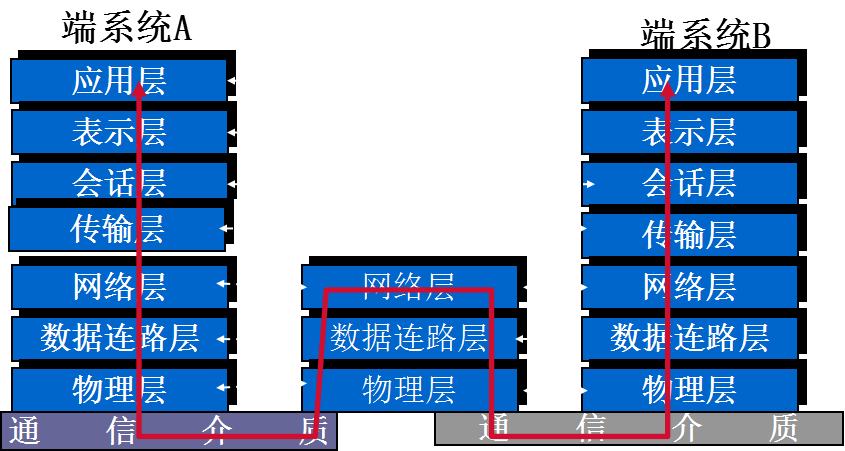 端系统A
应用层
表示层
会话层
传输层
网络层
数据连路层
物理层
通信介质
网络层
数据连路层
物理层
端系统B
应用层
表示层
会话层
传输层
网络层
数据连路层
物理层
通信介质